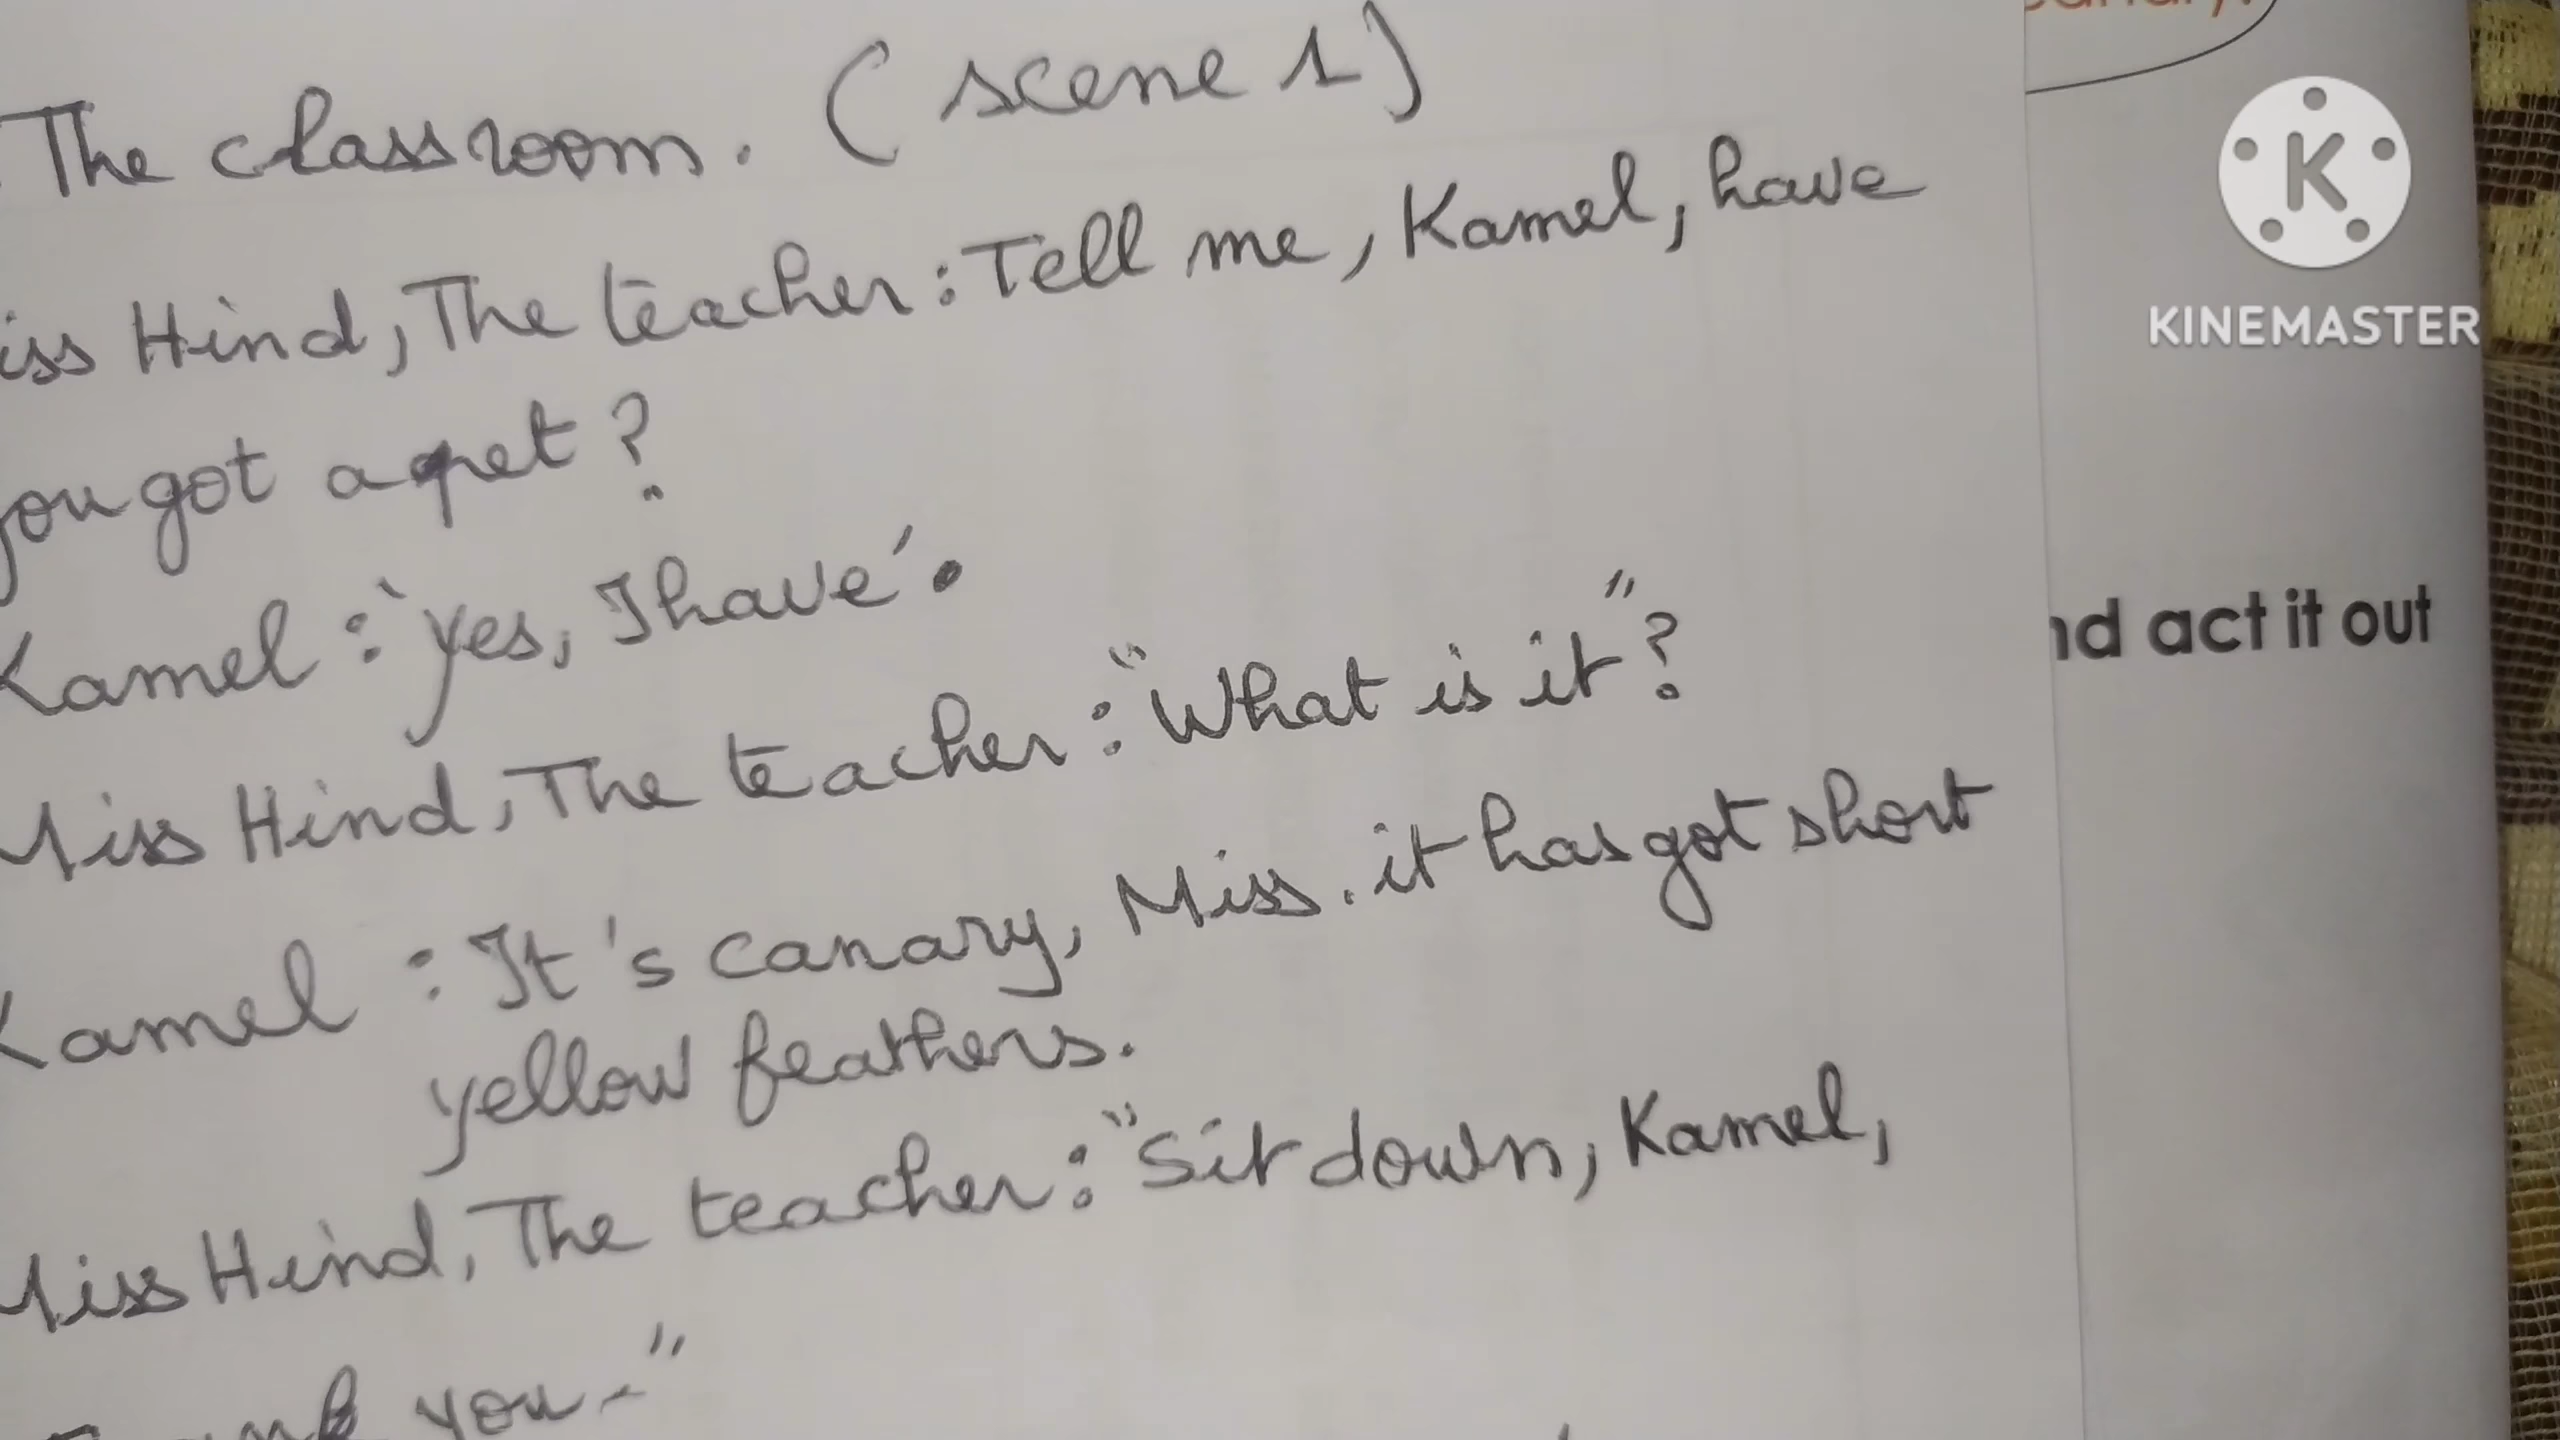 The classroom. (scene 1)
iss Hind, The teacher: Tell me, Kamel, have
you got a pet?
Kamel: 'yes, I have'.
Miss Hind, The teacher: "What is it"?
Kamel: It's canary, Miss. it has got short
yellow feathers.
Miss Hind, The teacher: "Sit down, Kamel,
you."
nd act it out
KINEMASTER